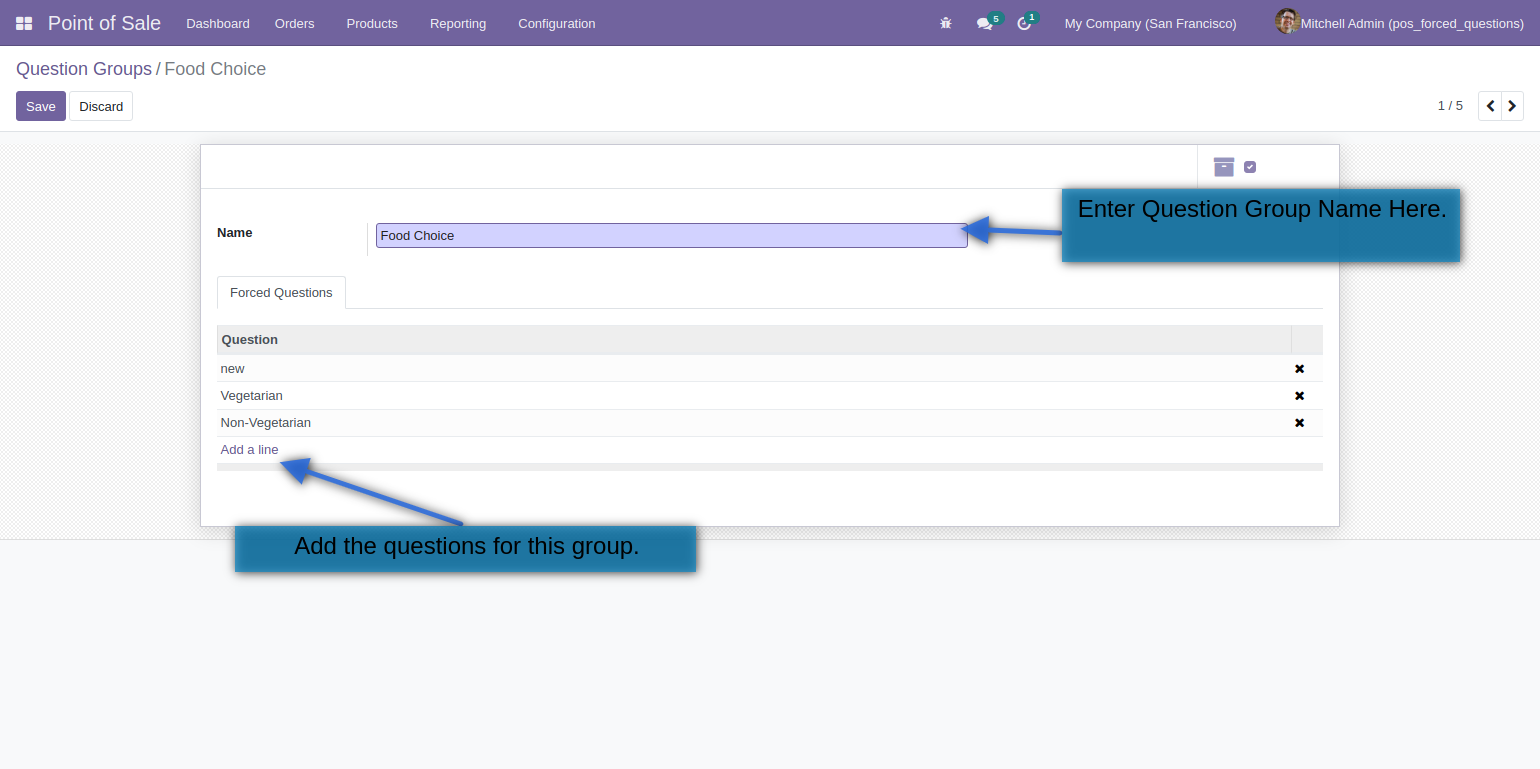 Point of Sale Dashboard Orders Products Reporting Configuration 5 1 My Company (San Francisco) Mitchell Admin (pos_forced_questions)
Question Groups / Food Choice
Save Discard 1 / 5
Enter Question Group Name Here.
Name Food Choice
Forced Questions
Question
new
Vegetarian
Non-Vegetarian
Add a line
Add the questions for this group.